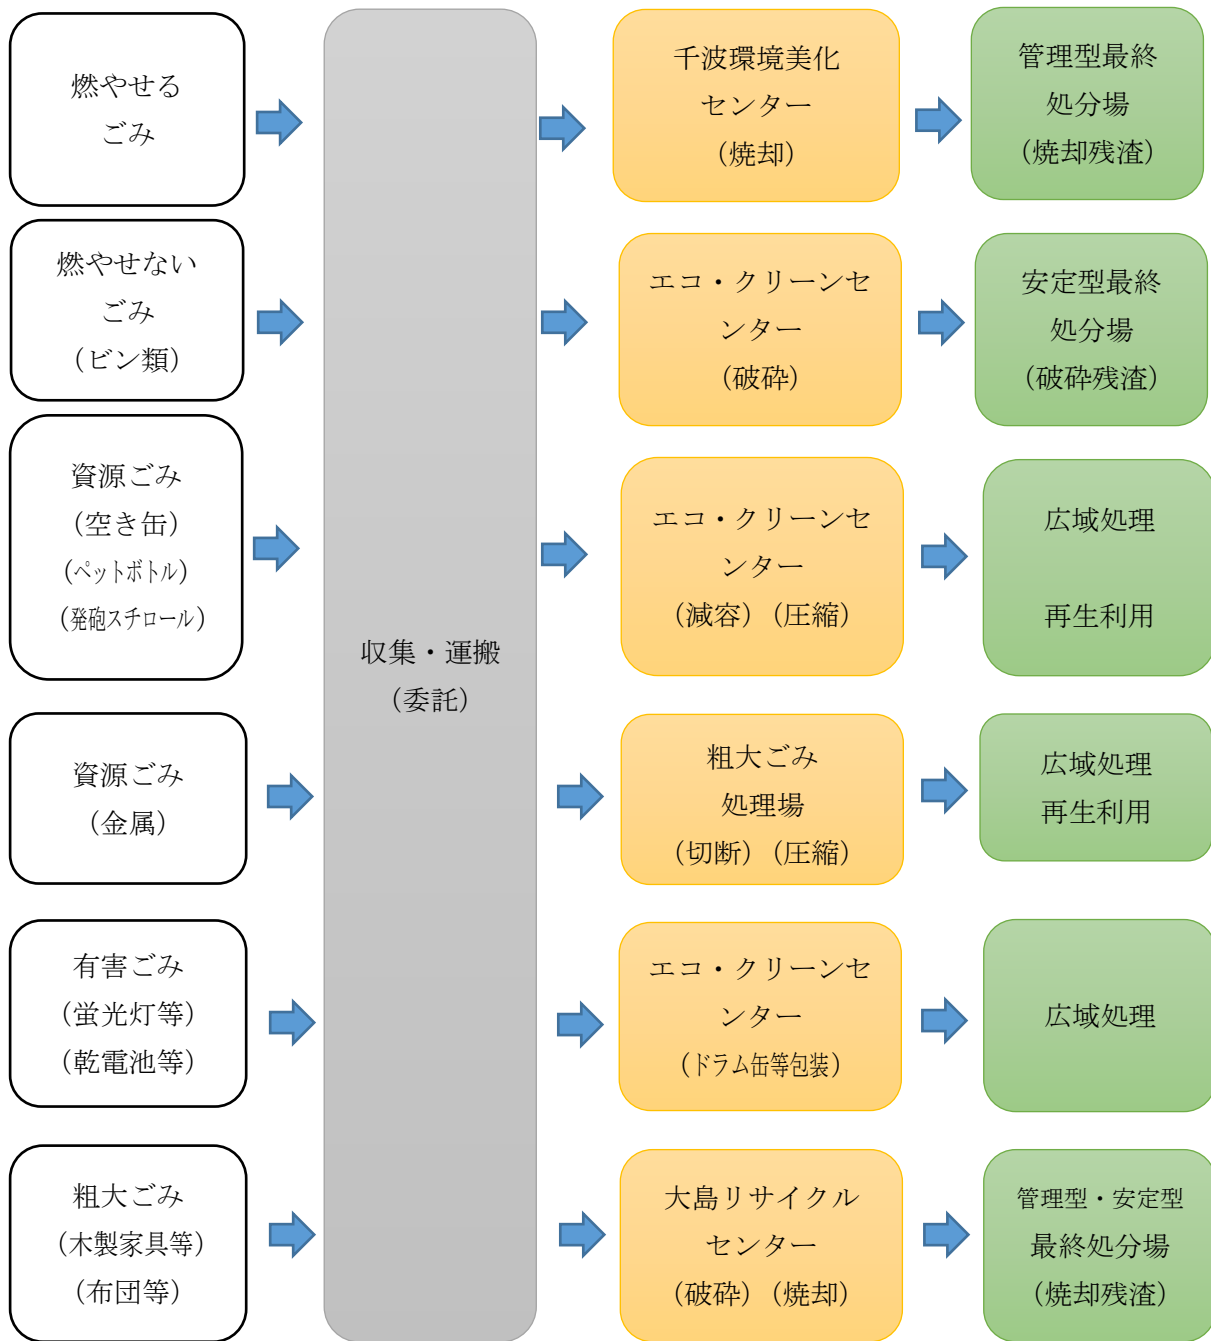 燃やせる
ごみ
千波環境美化
センター
（焼却）
管理型最終
処分場
（焼却残渣）
燃やせない
ごみ
（ビン類）
エコ・クリーンセ
ンター
（破砕）
安定型最終
処分場
（破砕残渣）
資源ごみ
（空き缶）
（ペットボトル）
（発砲スチロール）
エコ・クリーンセ
ンター
（減容）（圧縮）
広域処理
再生利用
収集・運搬
（委託）
資源ごみ
（金属）
粗大ごみ
処理場
（切断）（圧縮）
広域処理
再生利用
有害ごみ
（蛍光灯等）
（乾電池等）
エコ・クリーンセ
ンター
（ドラム缶等包装）
広域処理
粗大ごみ
（木製家具等）
（布団等）
大島リサイクル
センター
（破砕）（焼却）
管理型・安定型
最終処分場
（焼却残渣）